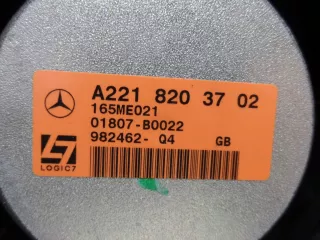 A221 820 37 02
165ME021
01807-B0022
982462- Q4 GB
LOGIC7